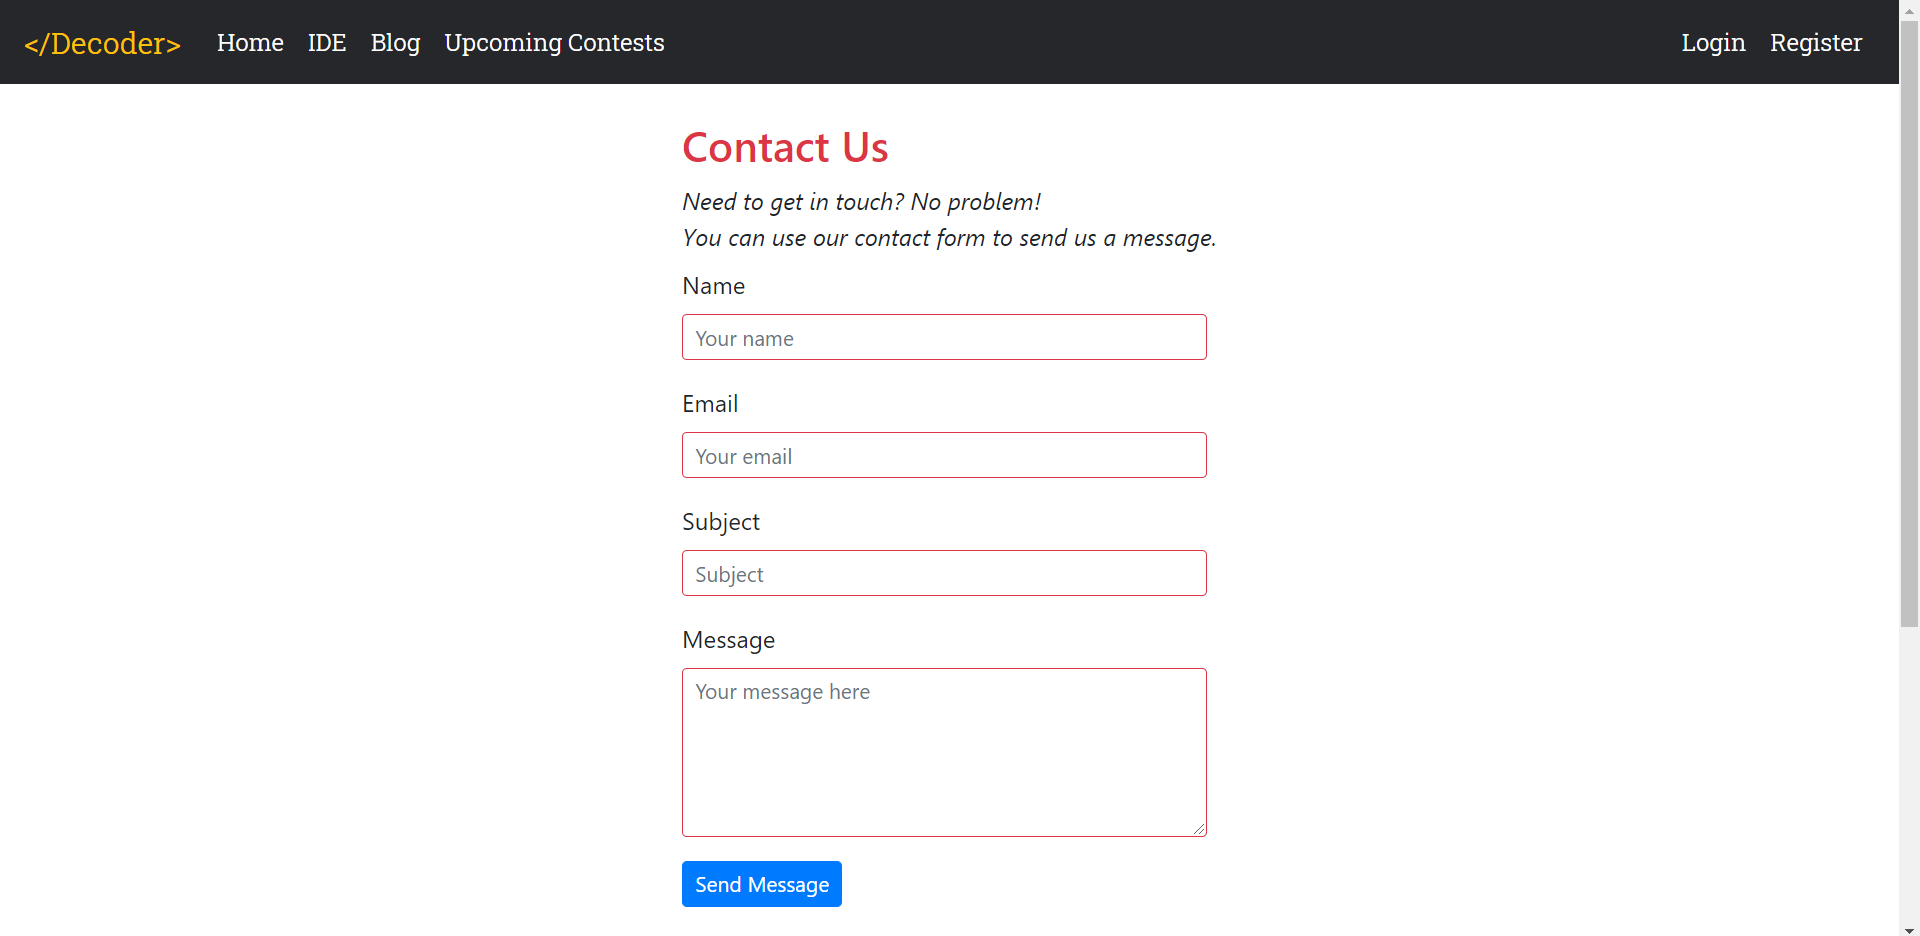 </Decoder> Home IDE Blog Upcoming Contests Login Register
Contact Us
Need to get in touch? No problem!
You can use our contact form to send us a message.
Name
Your name
Email
Your email
Subject
Subject
Message
Your message here
Send Message